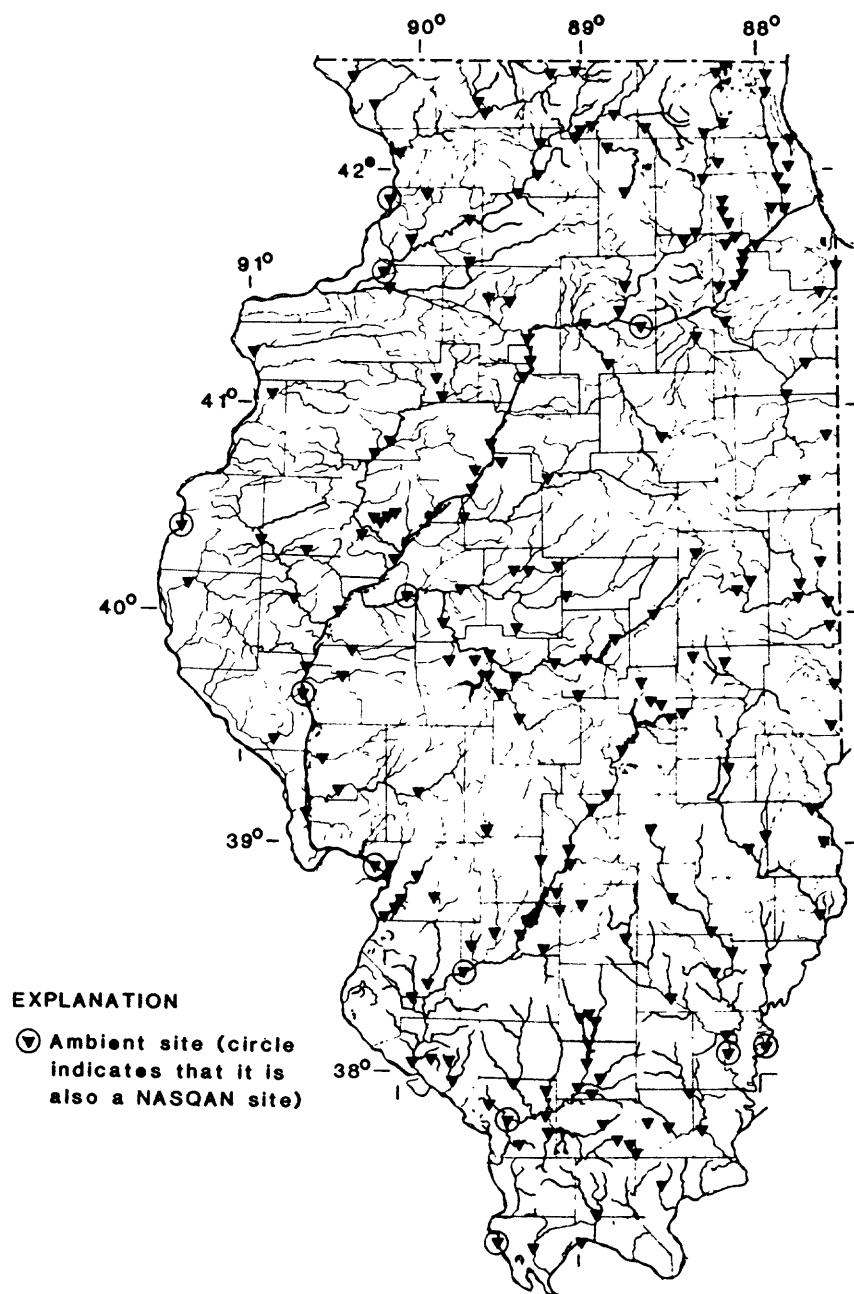 90° 89° 88°
42°
91°
41°
40°
39°
EXPLANATION
Ambient site (circle
indicates that it is
also a NASQAN site)
38°